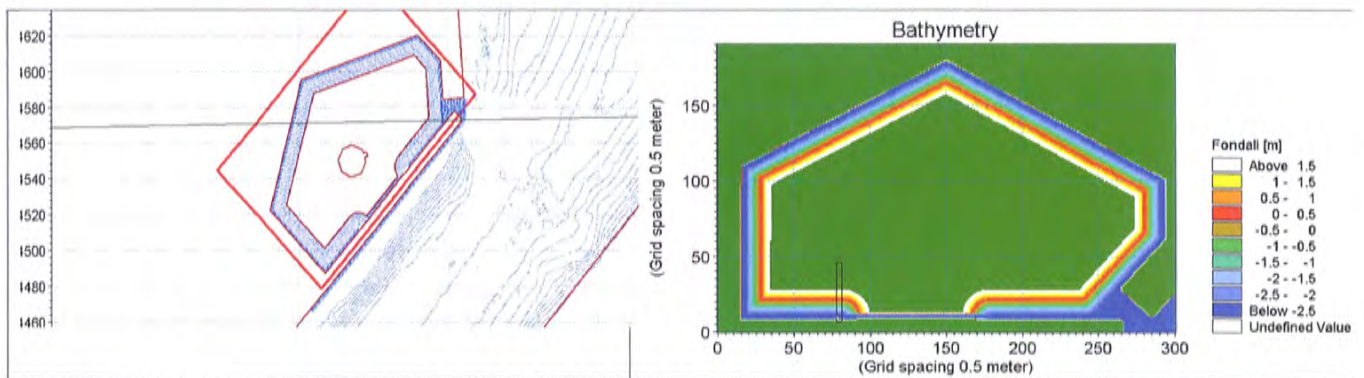 1620
1600
1580
1560
1540
1520
1500
1480
1460
Bathymetry
(Grid spacing 0.5 meter)
150
100
50
0
0 50 100 150 200 250 300
(Grid spacing 0.5 meter)
Fondali [m]
Above 1.5
1 - 1.5
0.5 - 1
0 - 0.5
-0.5 - 0
-1 - -0.5
-1.5 - -1
-2 - -1.5
-2.5 - -2
Below -2.5
Undefined Value